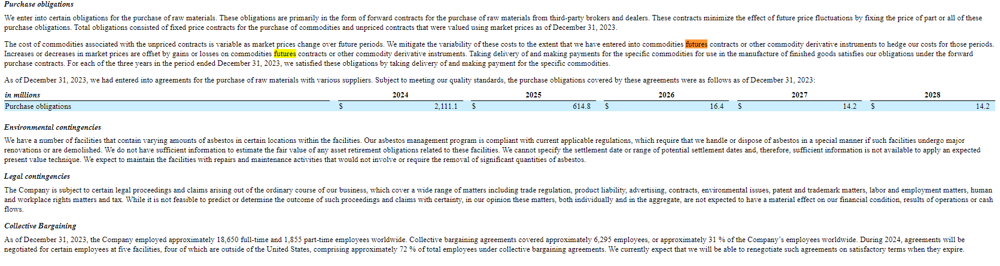 Purchase obligations
We enter into certain obligations for the purchase of raw materials. These obligations are primarily in the form of forward contracts for the purchase of raw materials from third-party brokers and dealers. These contracts minimize the effect of future price fluctuations by fixing the price of part or all of these
purchase obligations. Total obligations consisted of fixed price contracts for the purchase of commodities and unpriced contracts that were valued using market prices as of December 31, 2023.
The cost of commodities associated with the unpriced contracts is variable as market prices change over future periods. We mitigate the variability of these costs to the extent that we have entered into commodities futures contracts or other commodity derivative instruments to hedge our costs for those periods.
Increases or decreases in market prices are offset by gains or losses on commodities futures contracts or other commodity derivative instruments. Taking delivery of and making payments for the specific commodities for use in the manufacture of finished goods satisfies our obligations under the forward
purchase contracts. For each of the three years in the period ended December 31, 2023, we satisfied these obligations by taking delivery of and making payment for the specific commodities.
As of December 31, 2023, we had entered into agreements for the purchase of raw materials with various suppliers. Subject to meeting our quality standards, the purchase obligations covered by these agreements were as follows as of December 31, 2023:
in millions 2024 2025 2026 2027 2028
Purchase obligations $ 2,111.1 $ 614.8 $ 16.4 $ 14.2 $ 14.2
Environmental contingencies
We have a number of facilities that contain varying amounts of asbestos in certain locations within the facilities. Our asbestos management program is compliant with current applicable regulations, which require that we handle or dispose of asbestos in a special manner if such facilities undergo major
renovations or are demolished. We do not have sufficient information to estimate the fair value of any asset retirement obligations related to these facilities. We cannot specify the settlement date or range of potential settlement dates and, therefore, sufficient information is not available to apply an expected
present value technique. We expect to maintain the facilities with repairs and maintenance activities that would not involve or require the removal of significant quantities of asbestos.
Legal contingencies
The Company is subject to certain legal proceedings and claims arising out of the ordinary course of our business, which cover a wide range of matters including trade regulation, product liability, advertising, contracts, environmental issues, patent and trademark matters, labor and employment matters, human
and workplace rights matters and tax. While it is not feasible to predict or determine the outcome of such proceedings and claims with certainty, in our opinion these matters, both individually and in the aggregate, are not expected to have a material effect on our financial condition, results of operations or cash
flows.
Collective Bargaining
As of December 31, 2023, the Company employed approximately 18,650 full-time and 1,855 part-time employees worldwide. Collective bargaining agreements covered approximately 6,295 employees, or approximately 31 % of the Company's employees worldwide. During 2024, agreements will be
negotiated for certain employees at five facilities, four of which are outside of the United States, comprising approximately 72 % of total employees under collective bargaining agreements. We currently expect that we will be able to renegotiate such agreements on satisfactory terms when they expire.